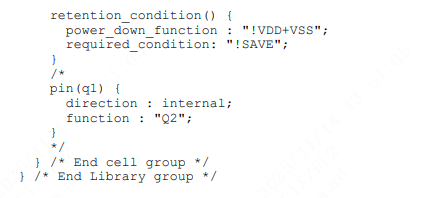 retention_condition() {
power_down_function : "!VDD+VSS";
required_condition: "!SAVE";
}
/*
pin(q1) {
direction : internal;
function : "Q2";
}
*/
} /* End cell group */
} /* End Library group */